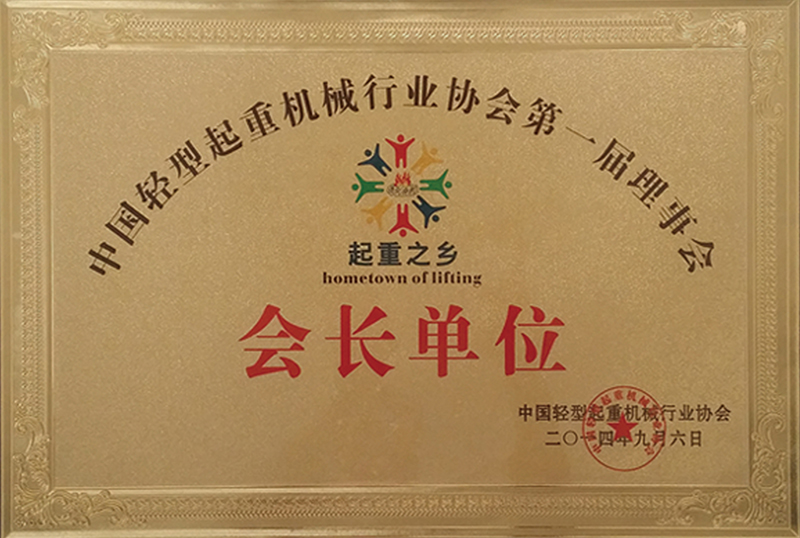 中国轻型起重机械行业协会第一届理事会
起重之乡
hometown of lifting
会长单位
中国轻型起重机械行业协会
二〇一四年九月六日